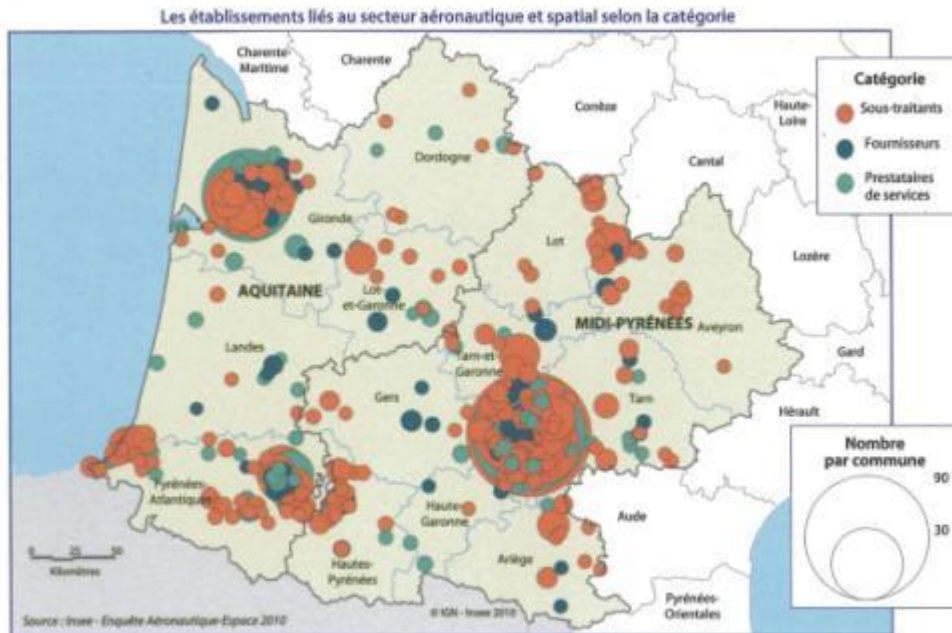 Les établissements liés au secteur aéronautique et spatial selon la catégorie
Charente-
Maritime
Charente
Corrèze
Haute-
Loire
Cantal
Dordogne
Gironde
Lot
Lozère
AQUITAINE
Lot-
et-Garonne
MIDI-PYRÉNÉES
Aveyron
Landes
Tarn-et-
Garonne
Gard
Gers
Tarn
Hérault
Pyrénées-
Atlantiques
Haute-
Garonne
Aude
Ariège
Hautes-
Pyrénées
Pyrénées-
Orientales
Catégorie
Sous-traitants
Fournisseurs
Prestataires
de services
Nombre
par commune
90
30
0 25 50
Kilomètres
© IGN - Insee 2010
Source : Insee - Enquête Aéronautique-Espace 2010